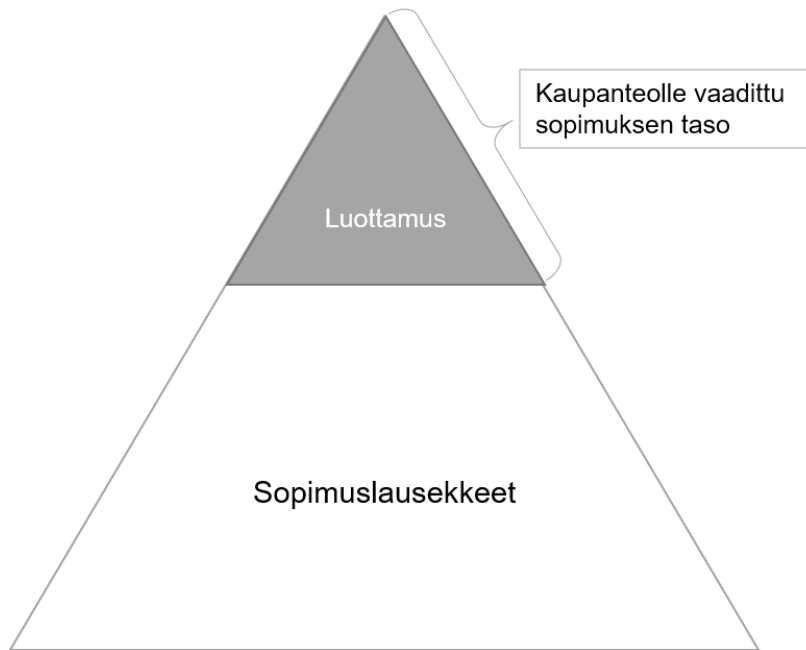 Kaupanteolle vaadittu
sopimuksen taso
Luottamus
Sopimuslausekkeet